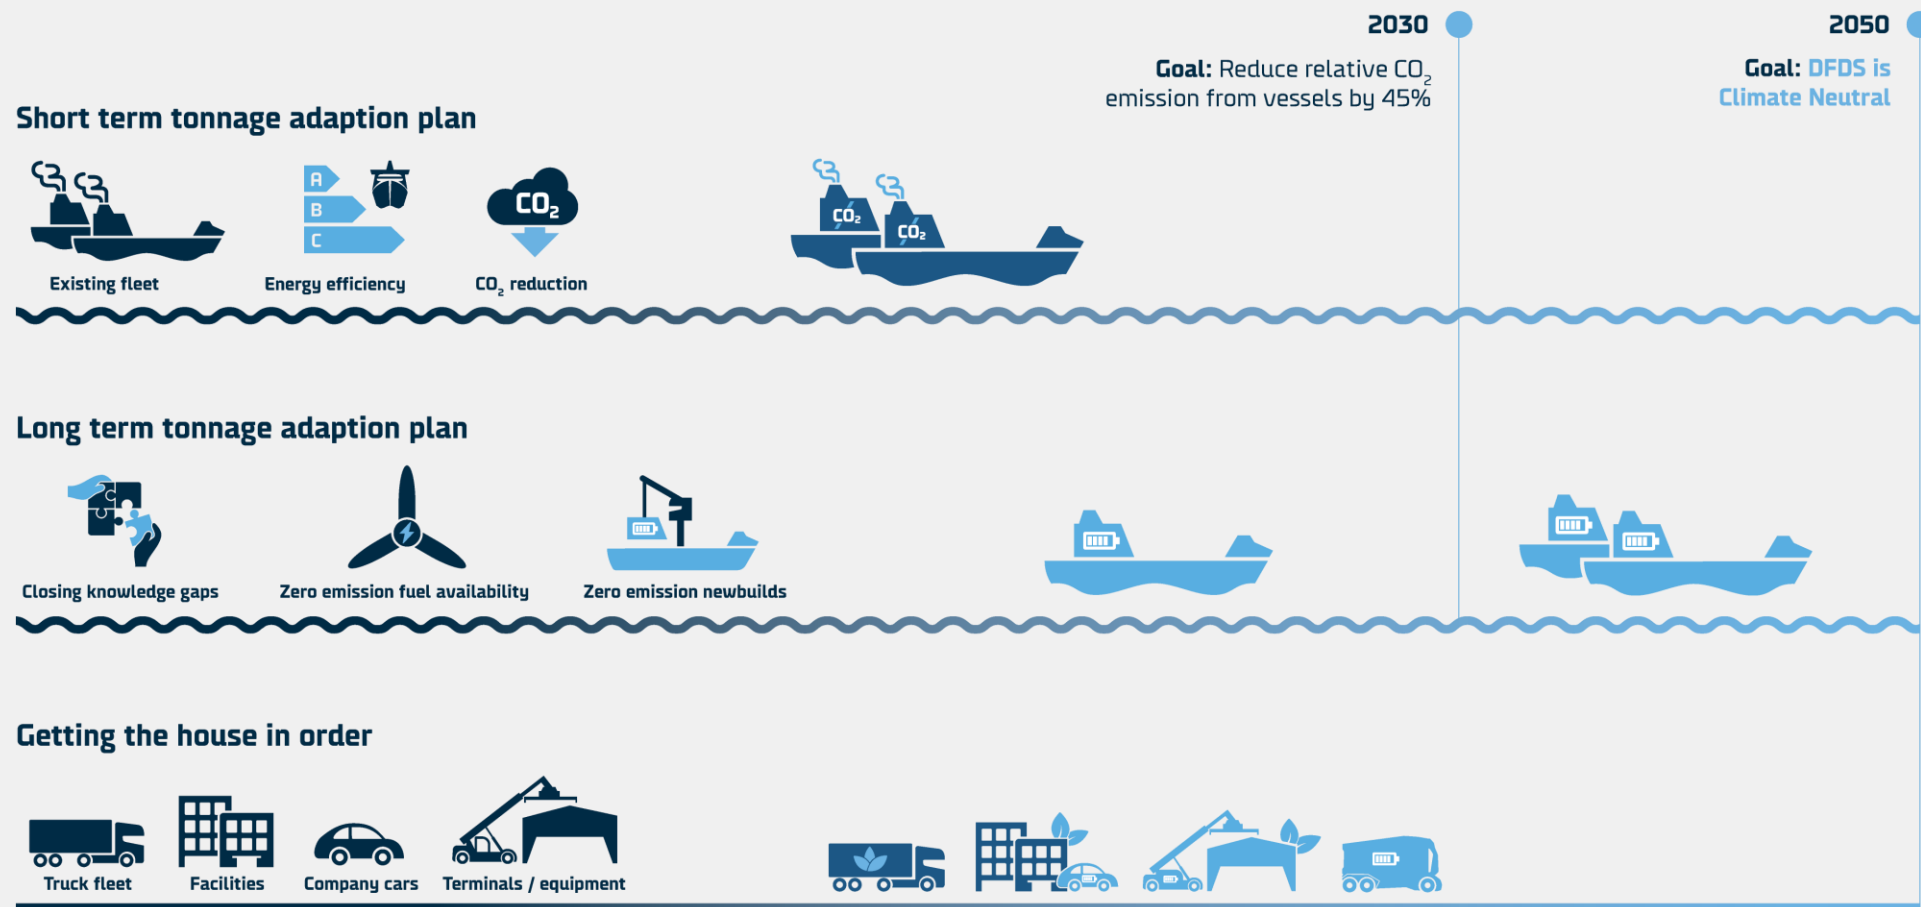 2030
Goal: Reduce relative CO₂
emission from vessels by 45%
2050
Goal: DFDS is
Climate Neutral
Short term tonnage adaption plan
A
B
C
CO₂
CO₂
CO₂
Existing fleet
Energy efficiency
CO₂ reduction
Long term tonnage adaption plan
Closing knowledge gaps
Zero emission fuel availability
Zero emission newbuilds
Getting the house in order
Truck fleet
Facilities
Company cars
Terminals / equipment